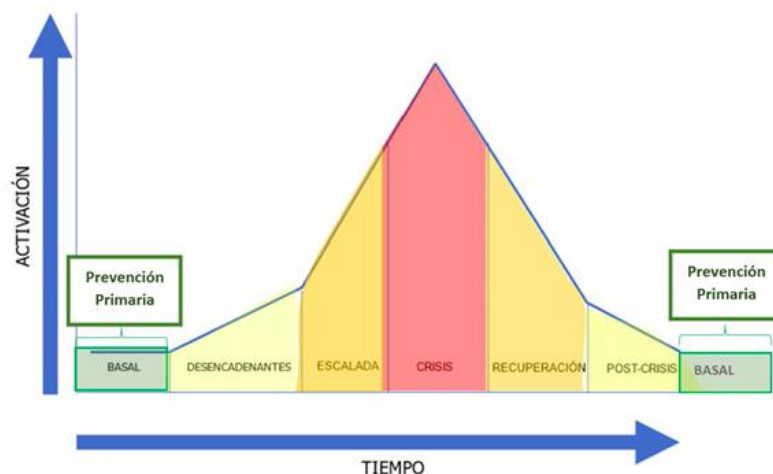 ACTIVACIÓN
Prevención
Primaria
Prevención
Primaria
BASAL
DESENCADENANTES
ESCALADA
CRISIS
RECUPERACIÓN
POST-CRISIS
BASAL
TIEMPO